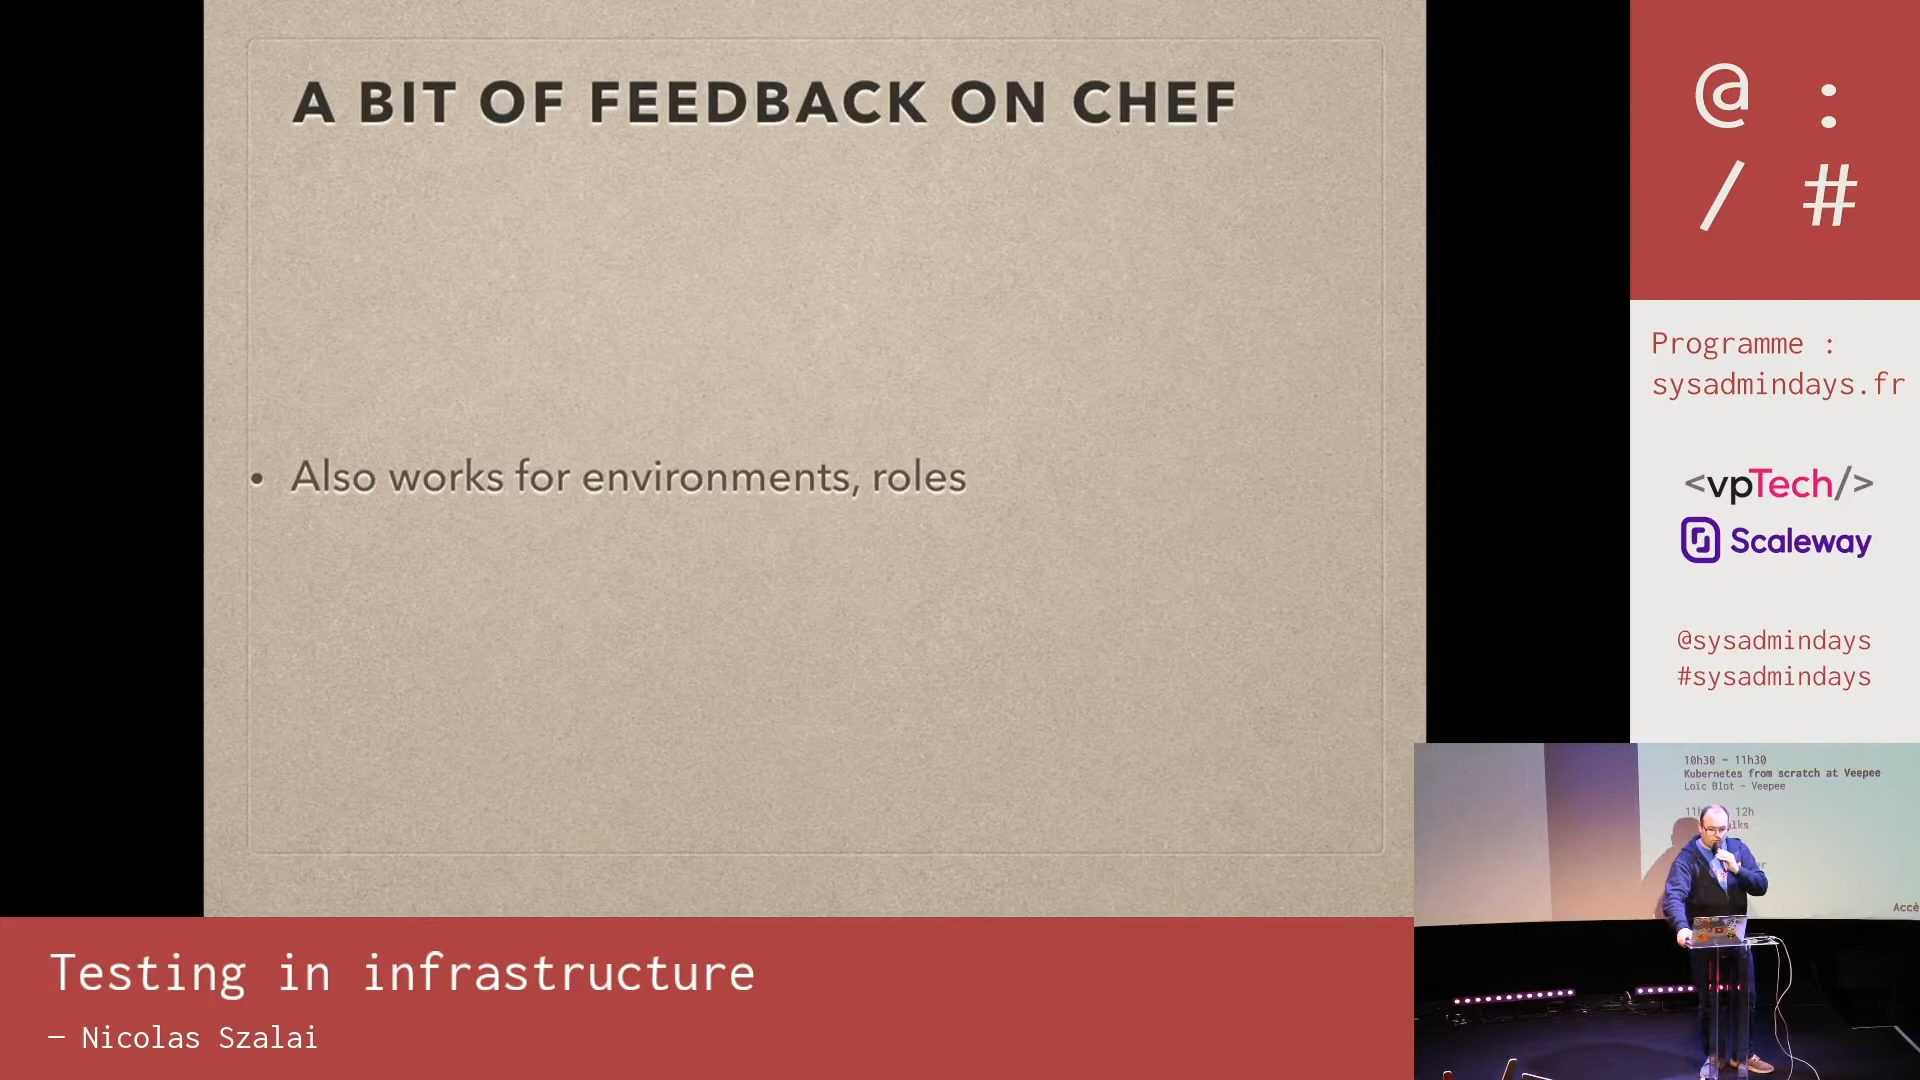 A BIT OF FEEDBACK ON CHEF
• Also works for environments, roles
@ :
/ #
Programme :
sysadmindays.fr
<vpTech/>
Scaleway
@sysadmindays
#sysadmindays
10h30 - 11h30
Kubernetes from scratch at Veepee
Loïc Blot - Veepee
12h
Testing in infrastructure
— Nicolas Szalai